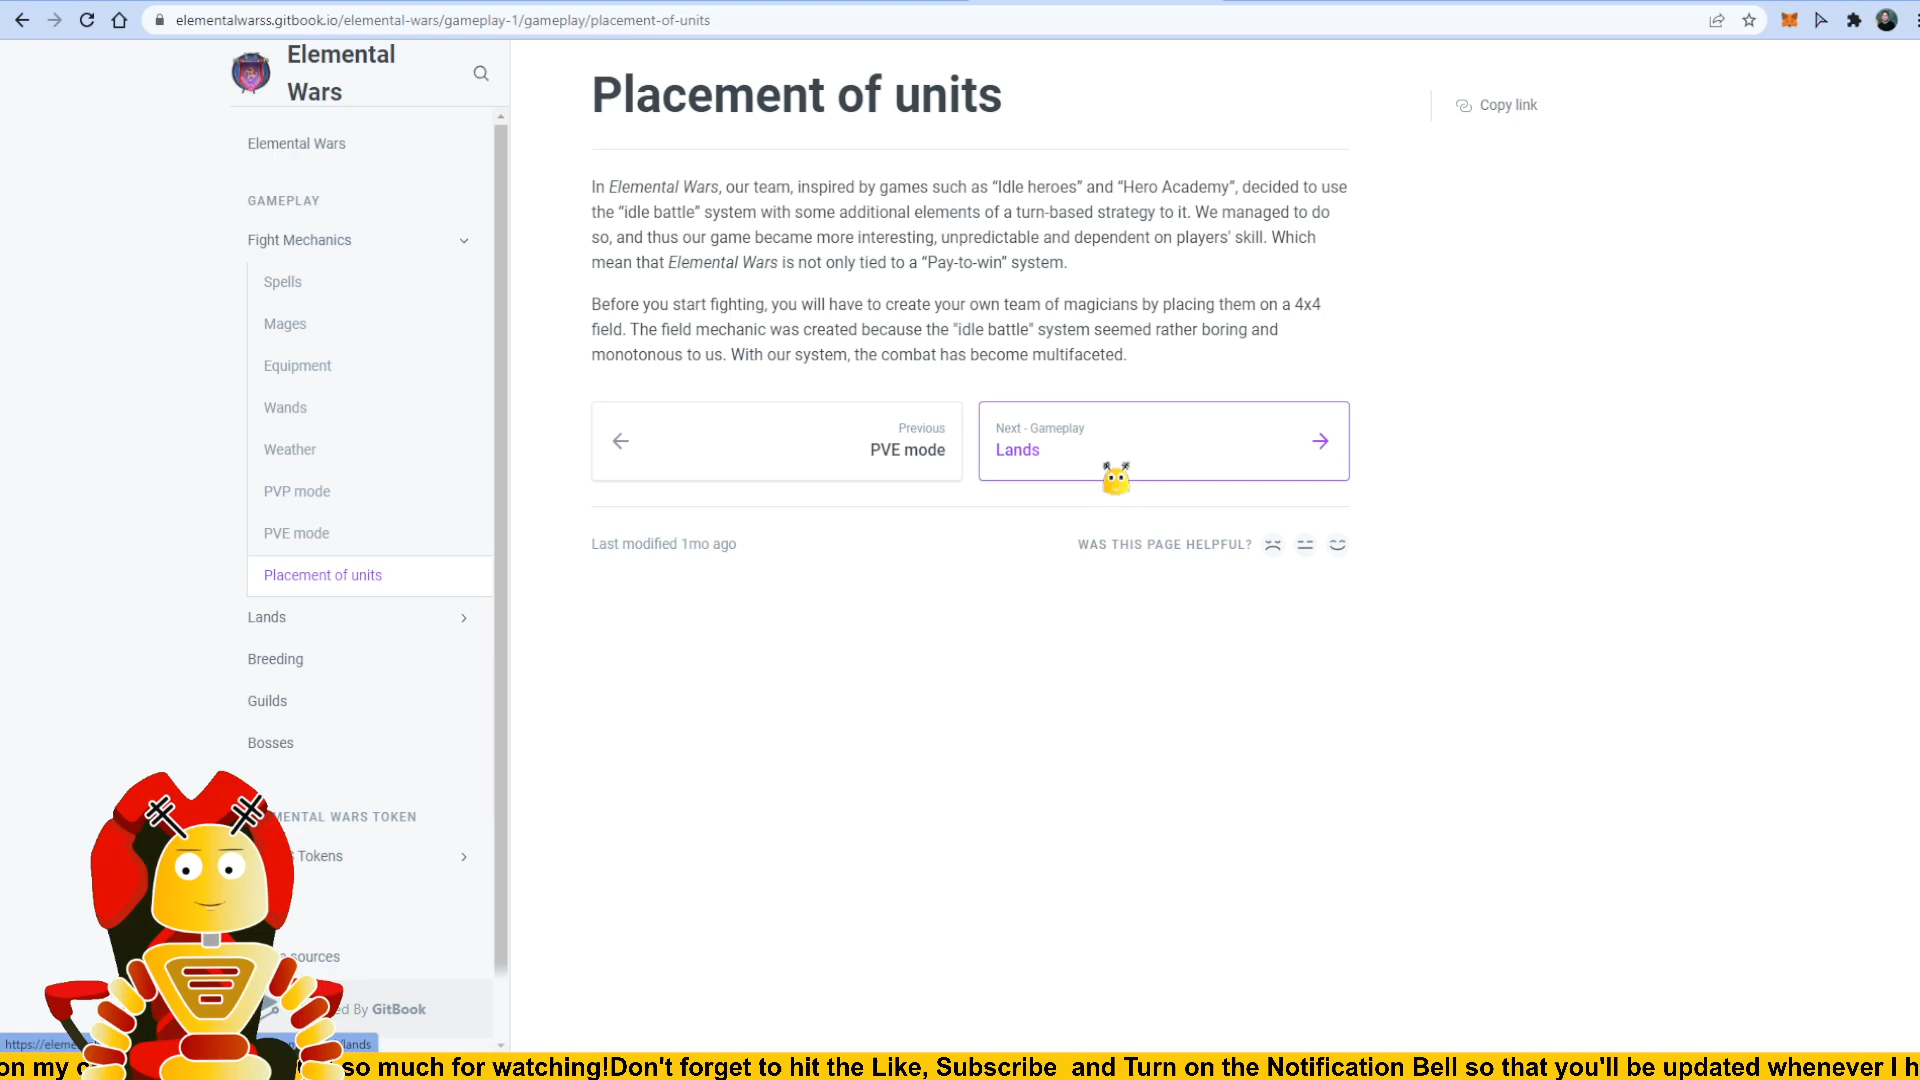 elementalwarss.gitbook.io/elemental-wars/gameplay-1/gameplay/placement-of-units
Elemental
Wars
Elemental Wars
GAMEPLAY
Fight Mechanics
Spells
Mages
Equipment
Wands
Weather
PVP mode
PVE mode
Placement of units
Lands
Breeding
Guilds
Bosses
MENTAL WARS TOKEN
Tokens
sources
By GitBook
Placement of units
Copy link
In Elemental Wars, our team, inspired by games such as “Idle heroes” and “Hero Academy”, decided to use
the “idle battle” system with some additional elements of a turn-based strategy to it. We managed to do
so, and thus our game became more interesting, unpredictable and dependent on players' skill. Which
mean that Elemental Wars is not only tied to a “Pay-to-win” system.
Before you start fighting, you will have to create your own team of magicians by placing them on a 4x4
field. The field mechanic was created because the "idle battle" system seemed rather boring and
monotonous to us. With our system, the combat has become multifaceted.
Previous
PVE mode
Next - Gameplay
Lands
Last modified 1mo ago
WAS THIS PAGE HELPFUL?
https://eleme
/lands
on my
so much for watching!Don't forget to hit the Like, Subscribe and Turn on the Notification Bell so that you'll be updated whenever I h